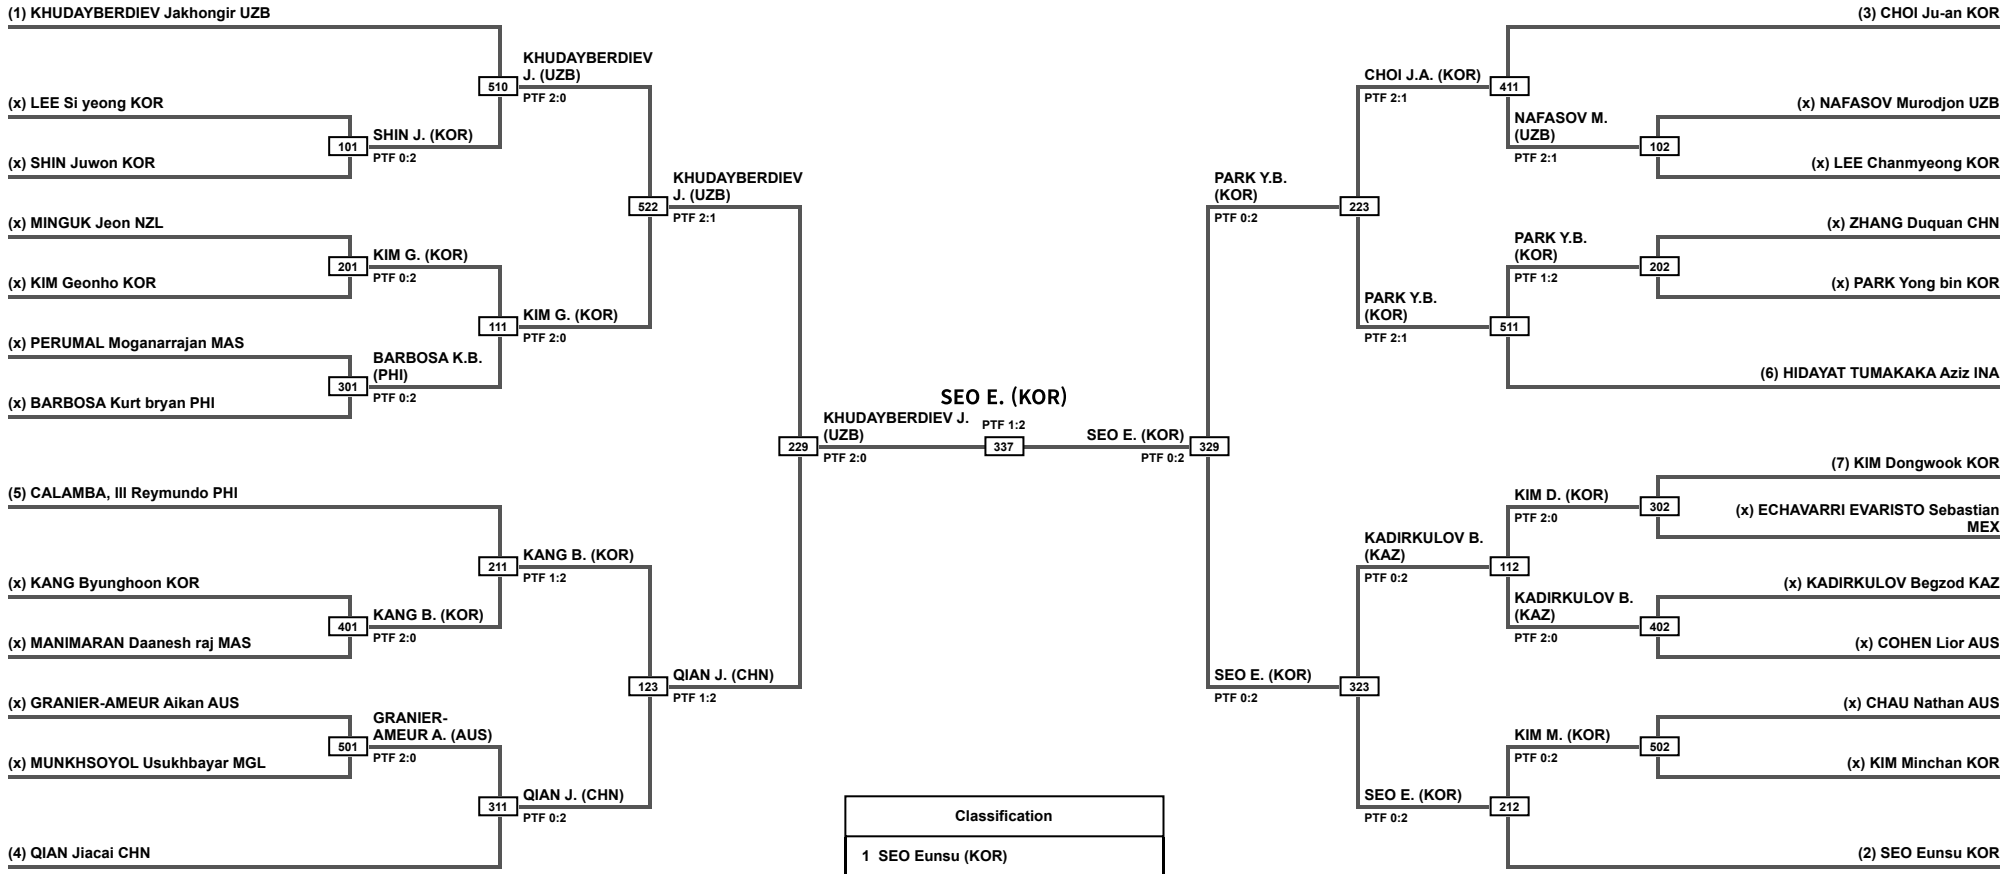 (1) KHUDAYBERDIEV Jakhongir UZB
(x) LEE Si yeong KOR
(x) SHIN Juwon KOR
(x) MINGUK Jeon NZL
(x) KIM Geonho KOR
(x) PERUMAL Moganarrajan MAS
(x) BARBOSA Kurt bryan PHI
(5) CALAMBA, III Reymundo PHI
(x) KANG Byunghoon KOR
(x) MANIMARAN Daanesh raj MAS
(x) GRANIER-AMEUR Aikan AUS
(x) MUNKHSOYOL Usukhbayar MGL
(4) QIAN Jiacai CHN
101
SHIN J. (KOR)
PTF 0:2
201
KIM G. (KOR)
PTF 0:2
301
BARBOSA K.B.
(PHI)
PTF 0:2
401
KANG B. (KOR)
PTF 2:0
501
GRANIER-
AMEUR A. (AUS)
PTF 2:0
510
KHUDAYBERDIEV
J. (UZB)
PTF 2:0
111
KIM G. (KOR)
PTF 2:0
211
KANG B. (KOR)
PTF 1:2
311
QIAN J. (CHN)
PTF 0:2
522
KHUDAYBERDIEV
J. (UZB)
PTF 2:1
123
QIAN J. (CHN)
PTF 1:2
229
KHUDAYBERDIEV J.
(UZB)
PTF 2:0
SEO E. (KOR)
PTF 1:2
337
SEO E. (KOR)
PTF 0:2
329
PARK Y.B.
(KOR)
PTF 0:2
223
SEO E. (KOR)
PTF 0:2
323
CHOI J.A. (KOR)
PTF 2:1
411
PARK Y.B.
(KOR)
PTF 2:1
511
KADIRKULOV B.
(KAZ)
PTF 0:2
112
SEO E. (KOR)
PTF 0:2
212
NAFASOV M.
(UZB)
PTF 2:1
102
PARK Y.B.
(KOR)
PTF 1:2
202
KIM D. (KOR)
PTF 2:0
302
KADIRKULOV B.
(KAZ)
PTF 2:0
402
KIM M. (KOR)
PTF 0:2
502
(3) CHOI Ju-an KOR
(x) NAFASOV Murodjon UZB
(x) LEE Chanmyeong KOR
(x) ZHANG Duquan CHN
(x) PARK Yong bin KOR
(6) HIDAYAT TUMAKAKA Aziz INA
(7) KIM Dongwook KOR
(x) ECHAVARRI EVARISTO Sebastian
MEX
(x) KADIRKULOV Begzod KAZ
(x) COHEN Lior AUS
(x) CHAU Nathan AUS
(x) KIM Minchan KOR
(2) SEO Eunsu KOR
Classification
1 SEO Eunsu (KOR)